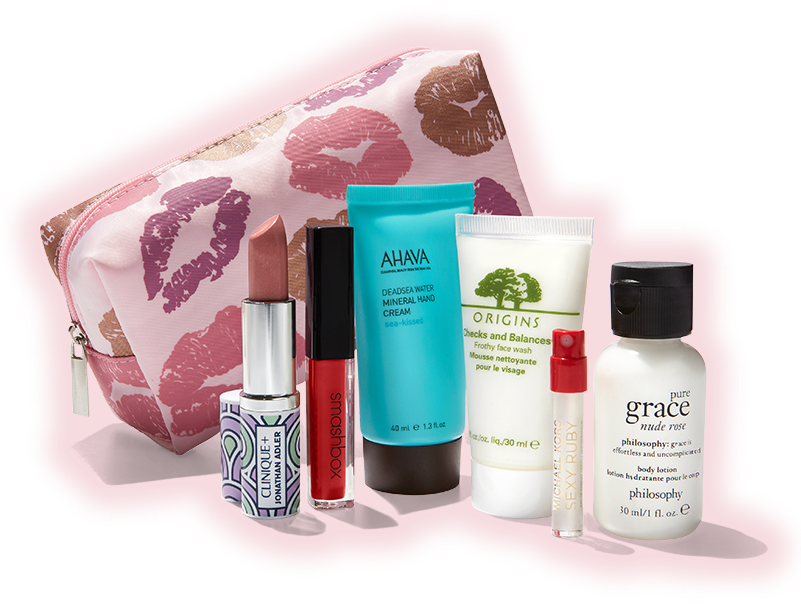 CLINIQUE+
JONATHAN ADLER
smashbox
AHAVA
DEADSEA WATER
MINERAL HAND
CREAM
sea-kissed
40 ml e 1.3 fl.oz
ORIGINS
Checks and Balances
Frothy face wash
Mousse nettoyante
pour le visage
oz. liq./30 ml e
MICHAEL KORS
SEXY RUBY
pure
grace
nude rose
philosophy: grace is
effortless and uncomplicated
body lotion
lotion hydratante pour le corps
philosophy
30 ml/1 fl. oz. e